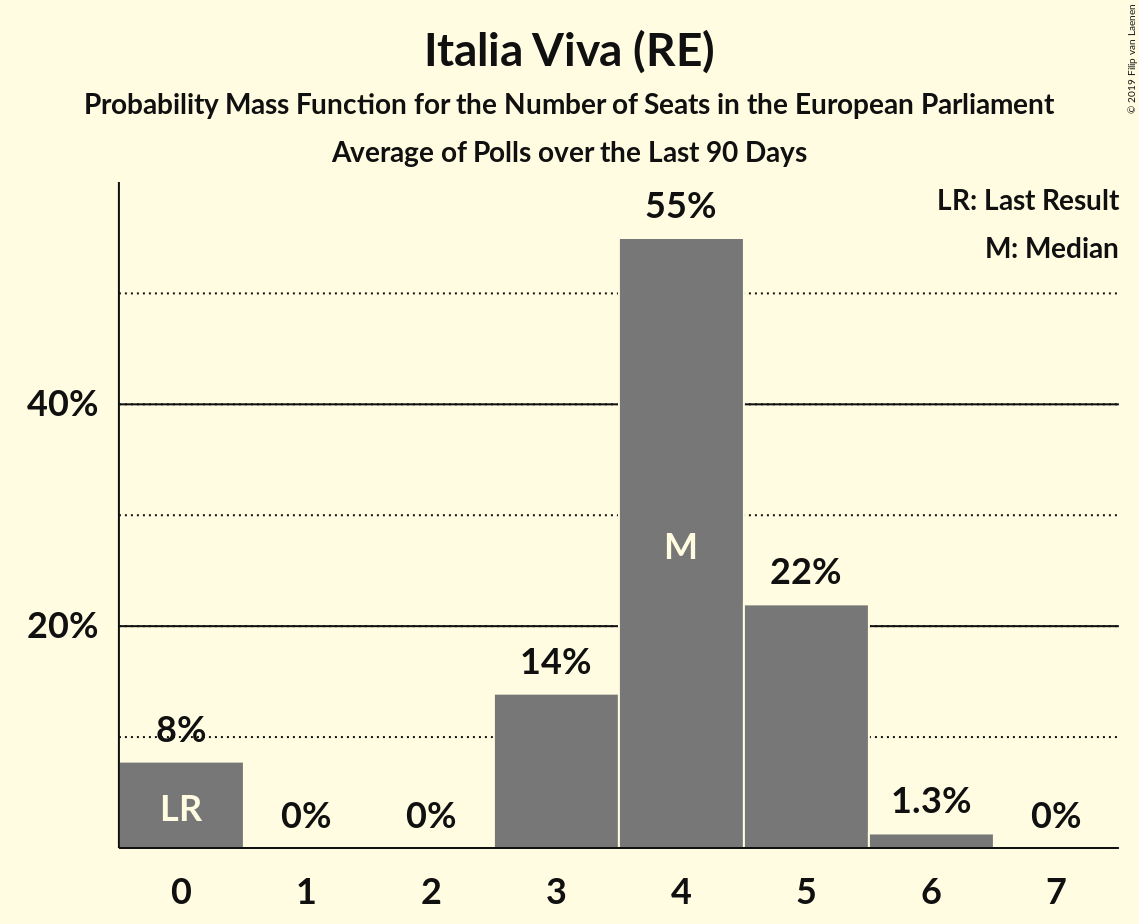 Italia Viva (RE)
Probability Mass Function for the Number of Seats in the European Parliament
Average of Polls over the Last 90 Days
© 2019 Filip van Laenen
LR: Last Result
M: Median
55%
40%
M
22%
20%
14%
8%
LR
0%
0%
1.3%
0%
0 1 2 3 4 5 6 7